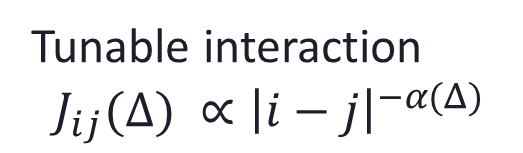 Tunable interaction
J_{ij}(Δ) ∝ |i − j|^{−α(Δ)}